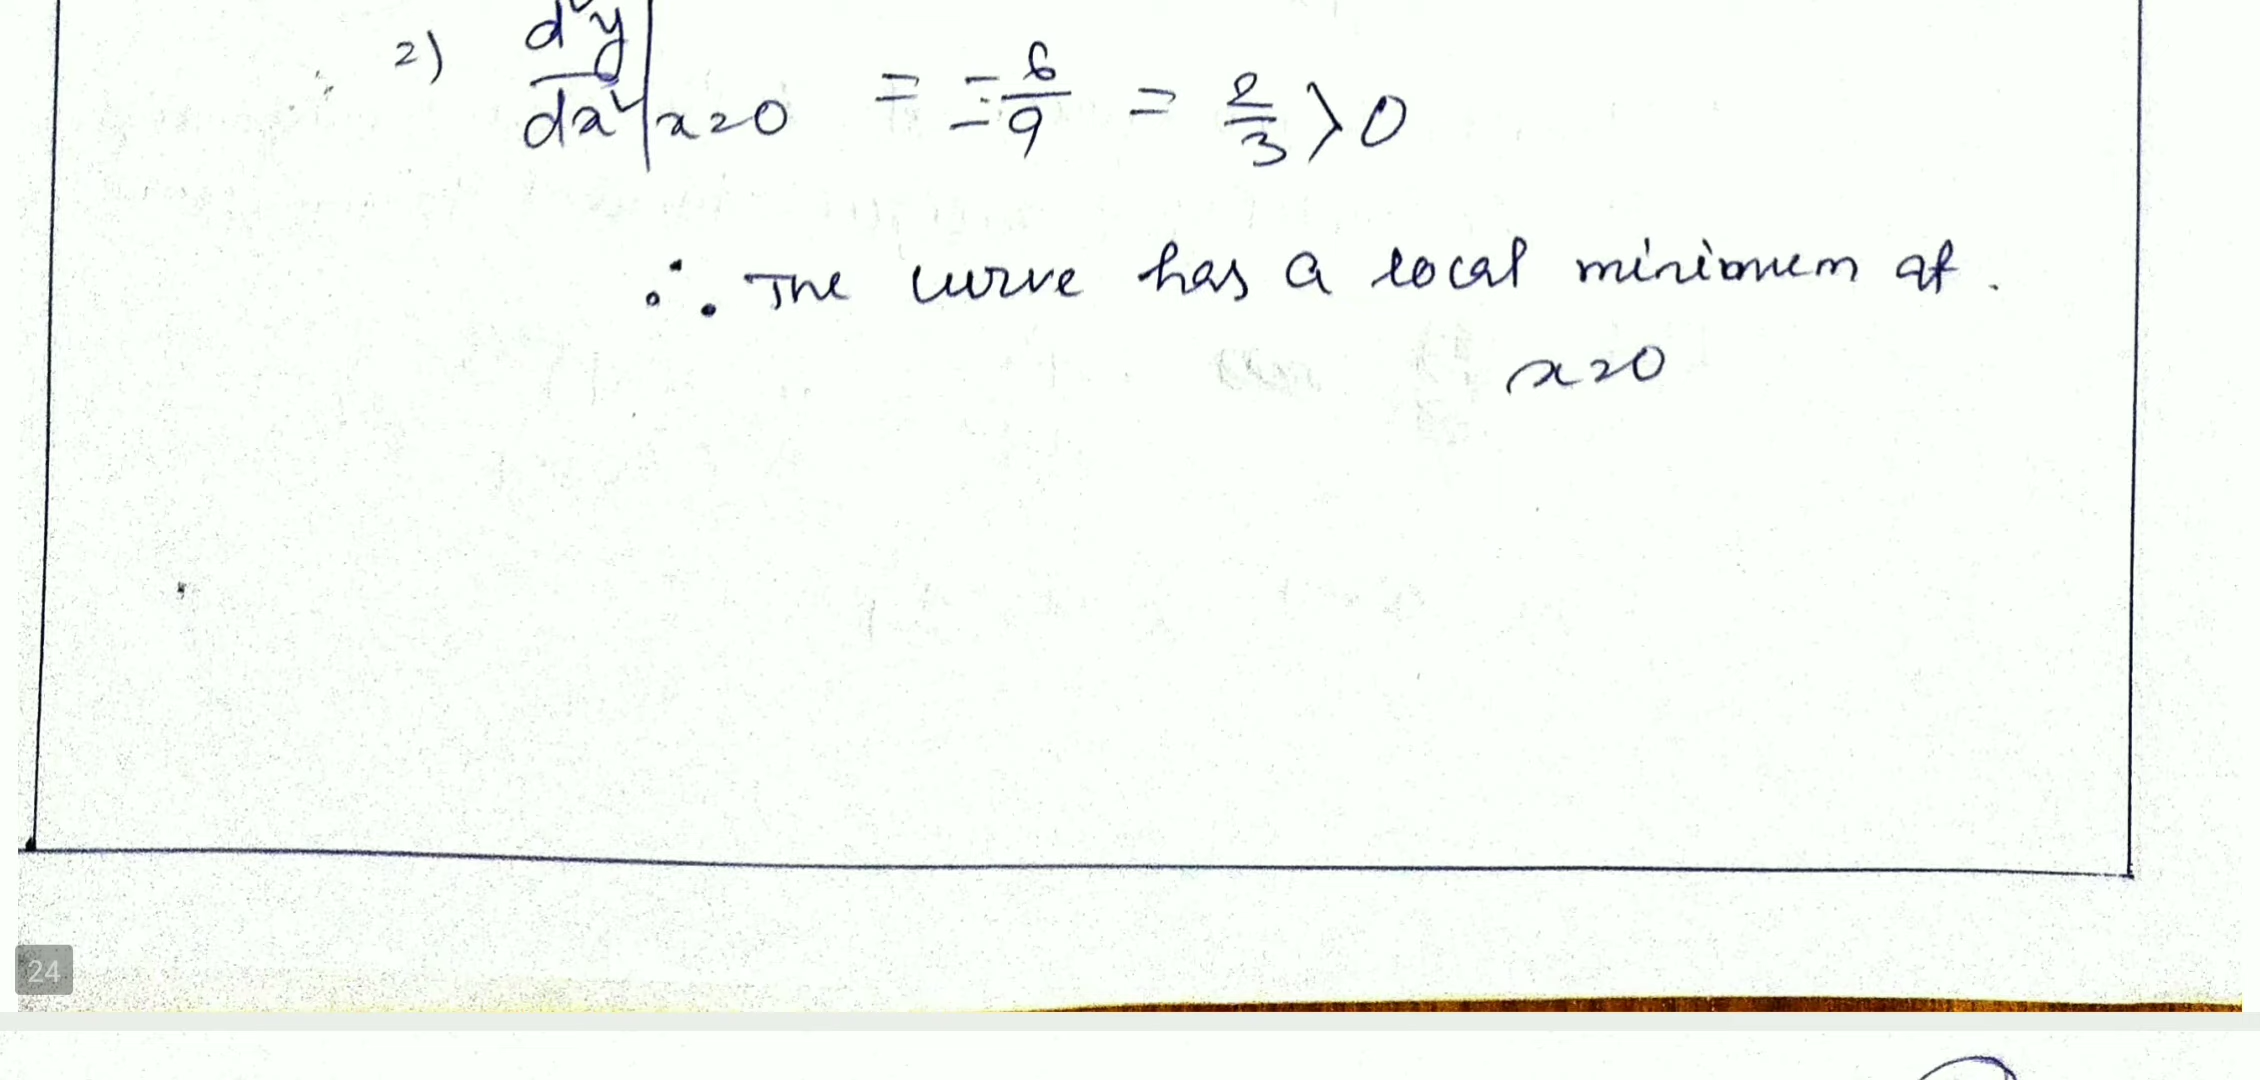 2) d²y/dx² |x=0 = -6/-9 = 2/3 > 0
∴ The curve has a local minimum at
x=0
24